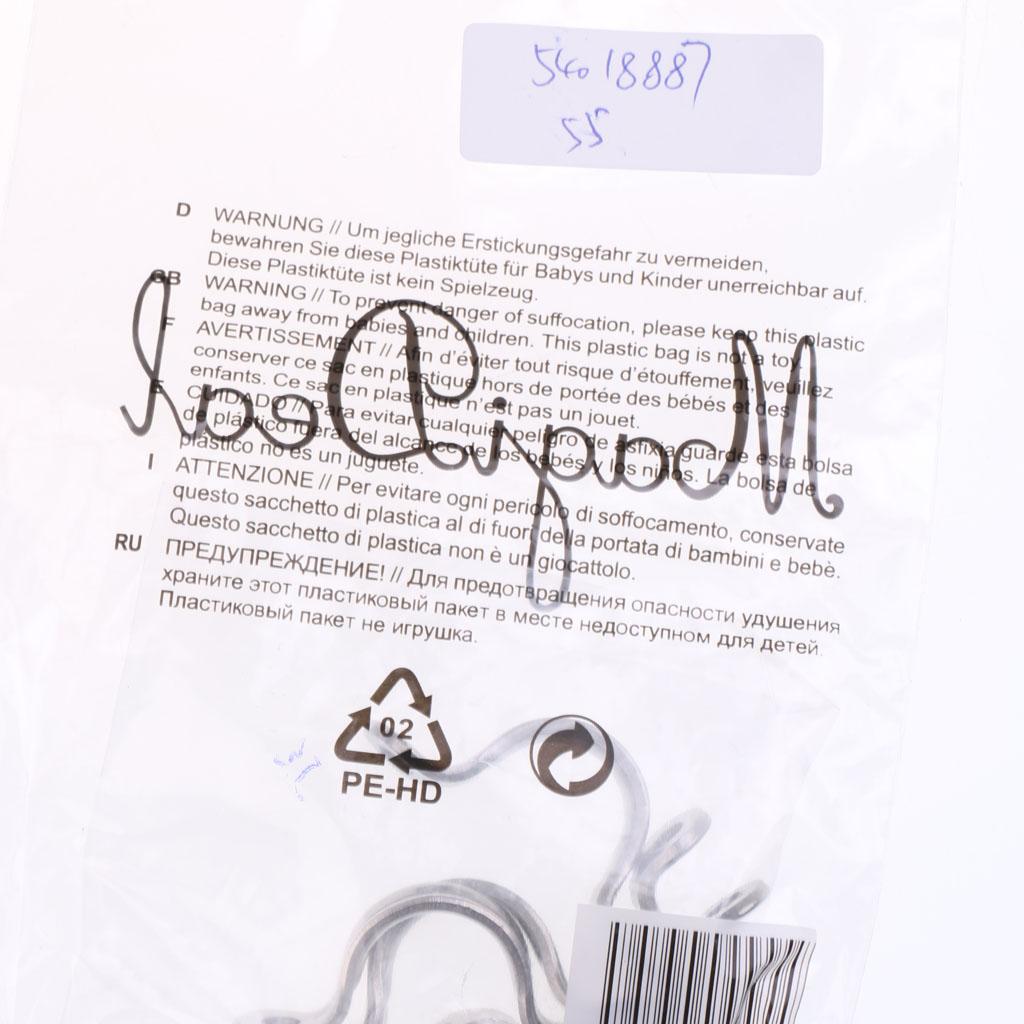 54018887
55
D WARNUNG // Um jegliche Erstickungsgefahr zu vermeiden,
bewahren Sie diese Plastiktüte für Babys und Kinder unerreichbar auf.
Diese Plastiktüte ist kein Spielzeug.
GB WARNING // To prevent danger of suffocation, please keep this plastic
bag away from babies and children. This plastic bag is not a toy.
F AVERTISSEMENT // Afin d'éviter tout risque d'étouffement, veuillez
conserver ce sac en plastique hors de portée des bébés et des
enfants. Ce sac en plastique n'est pas un jouet.
E CUIDADO // Para evitar cualquier peligro de asfixia guarde esta bolsa
de plástico fuera del alcance de los bebés y los niños. La bolsa de
plástico no es un juguete.
I ATTENZIONE // Per evitare ogni pericolo di soffocamento, conservate
questo sacchetto di plastica al di fuori della portata di bambini e bebè.
Questo sacchetto di plastica non è un giocattolo.
RU ПРЕДУПРЕЖДЕНИЕ! // Для предотвращения опасности удушения
храните этот пластиковый пакет в месте недоступном для детей.
Пластиковый пакет не игрушка.
02
PE-HD